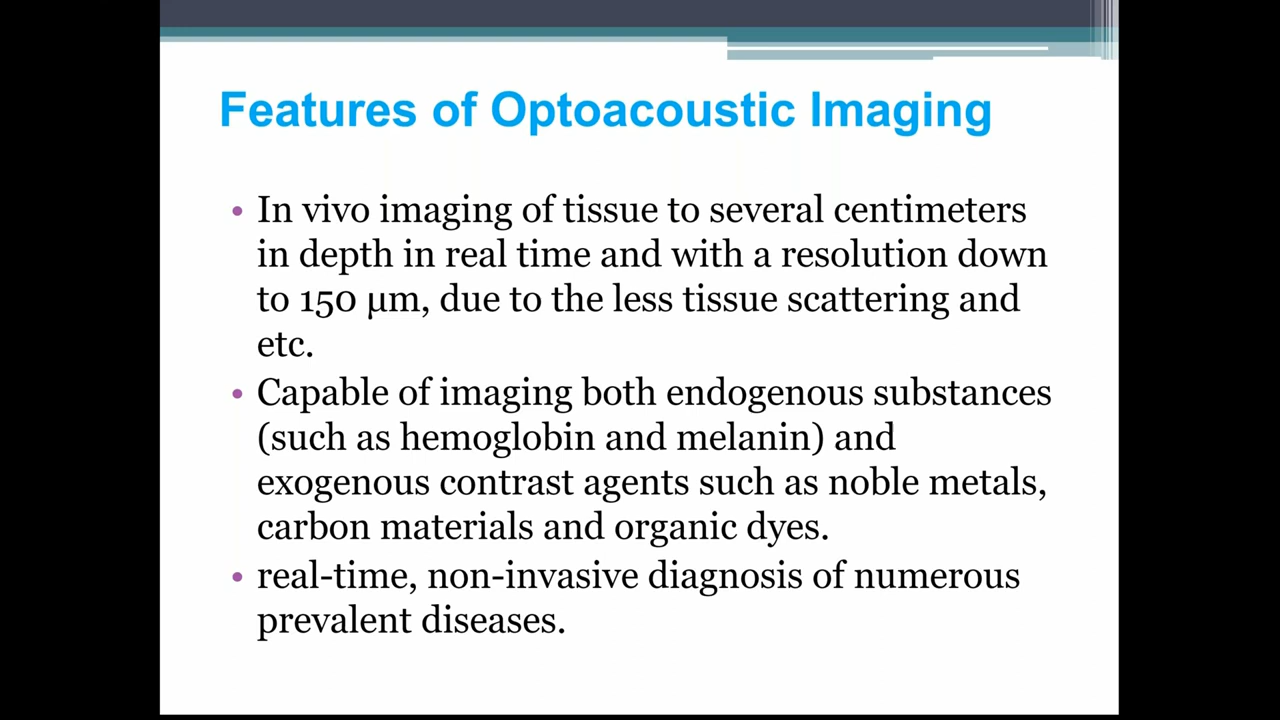 Features of Optoacoustic Imaging
• In vivo imaging of tissue to several centimeters
in depth in real time and with a resolution down
to 150 µm, due to the less tissue scattering and
etc.
• Capable of imaging both endogenous substances
(such as hemoglobin and melanin) and
exogenous contrast agents such as noble metals,
carbon materials and organic dyes.
• real-time, non-invasive diagnosis of numerous
prevalent diseases.